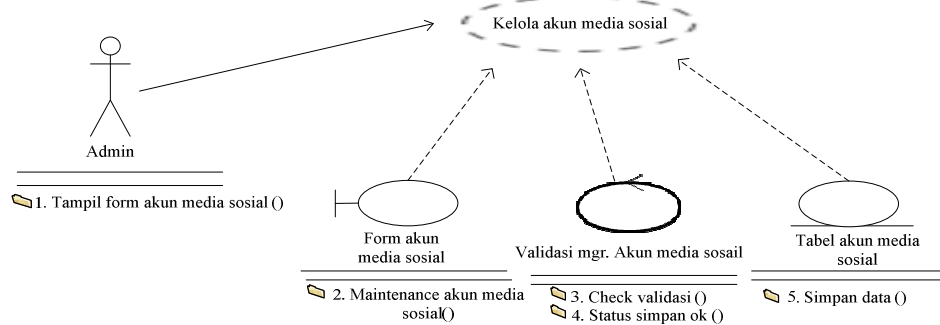 Kelola akun media sosial
Admin
1. Tampil form akun media sosial ()
Form akun
media sosial
2. Maintenance akun media
sosial()
Validasi mgr. Akun media sosail
3. Check validasi ()
4. Status simpan ok ()
Tabel akun media
sosial
5. Simpan data ()